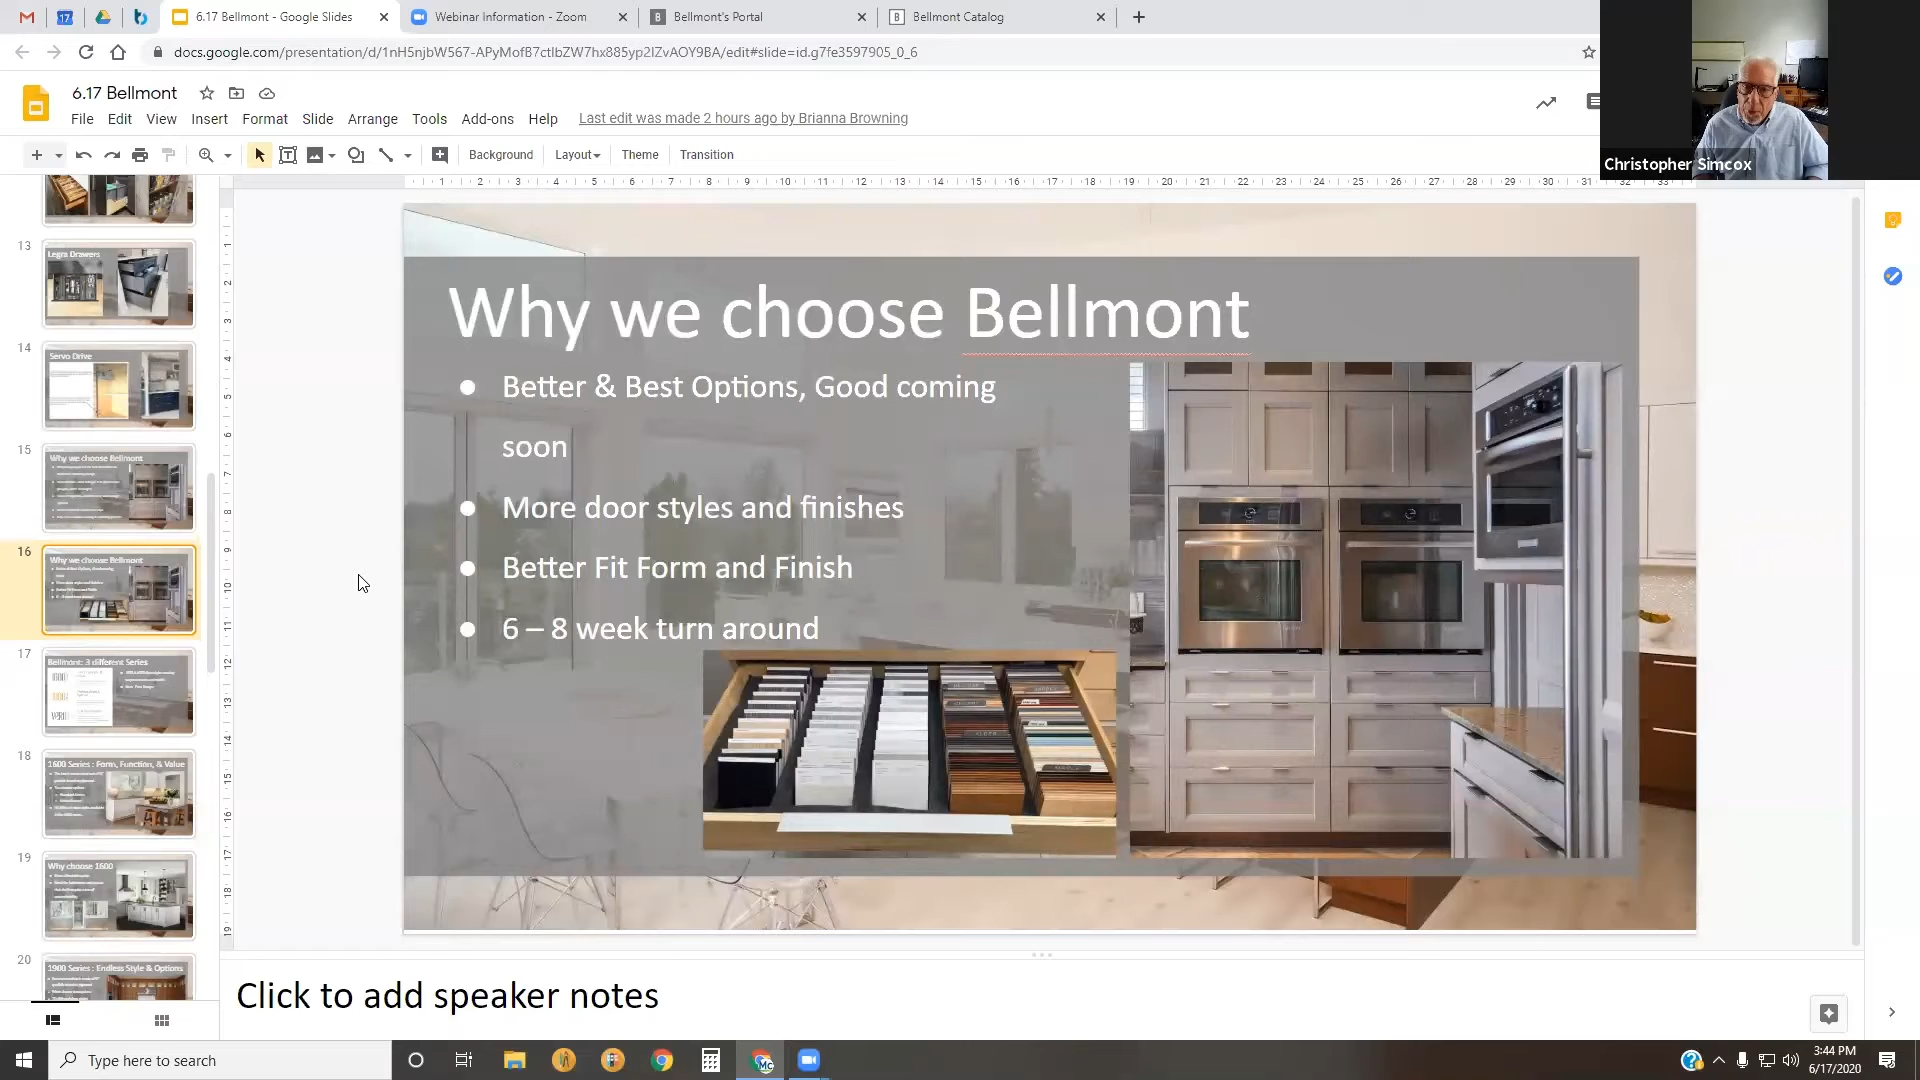 6.17 Bellmont - Google Slides
Webinar Information - Zoom
Bellmont's Portal
Bellmont Catalog
docs.google.com/presentation/d/1nH5njbW567-APyMofB7ctlbZW7hx885yp2lZvAOY9BA/edit#slide=id.g7fe3597905_0_6
6.17 Bellmont
File Edit View Insert Format Slide Arrange Tools Add-ons Help Last edit was made 2 hours ago by Brianna Browning
Background Layout Theme Transition
Christopher Simcox
13
Legra Drawers
14
Servo Drive
15
Why we choose Bellmont
16
Why we choose Bellmont
17
Bellmont: 3 different Series
18
1600 Series : Form, Function, & Value
19
Why choose 1600
20
1900 Series : Endless Style & Options
Why we choose Bellmont
Better & Best Options, Good coming
soon
More door styles and finishes
Better Fit Form and Finish
6 – 8 week turn around
Click to add speaker notes
Type here to search
3:44 PM
6/17/2020